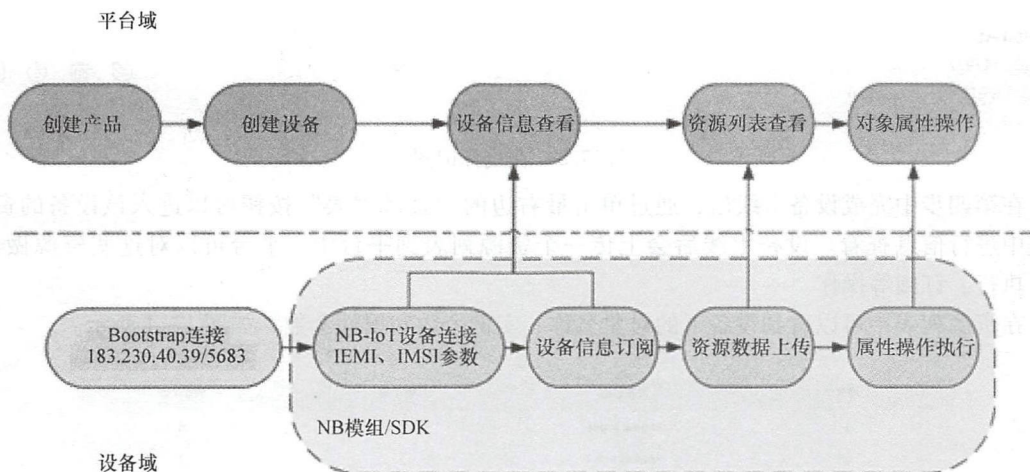 平台域
创建产品
创建设备
设备信息查看
资源列表查看
对象属性操作
Bootstrap连接
183.230.40.39/5683
NB-IoT设备连接
IEMI、IMSI参数
设备信息订阅
资源数据上传
属性操作执行
NB模组/SDK
设备域